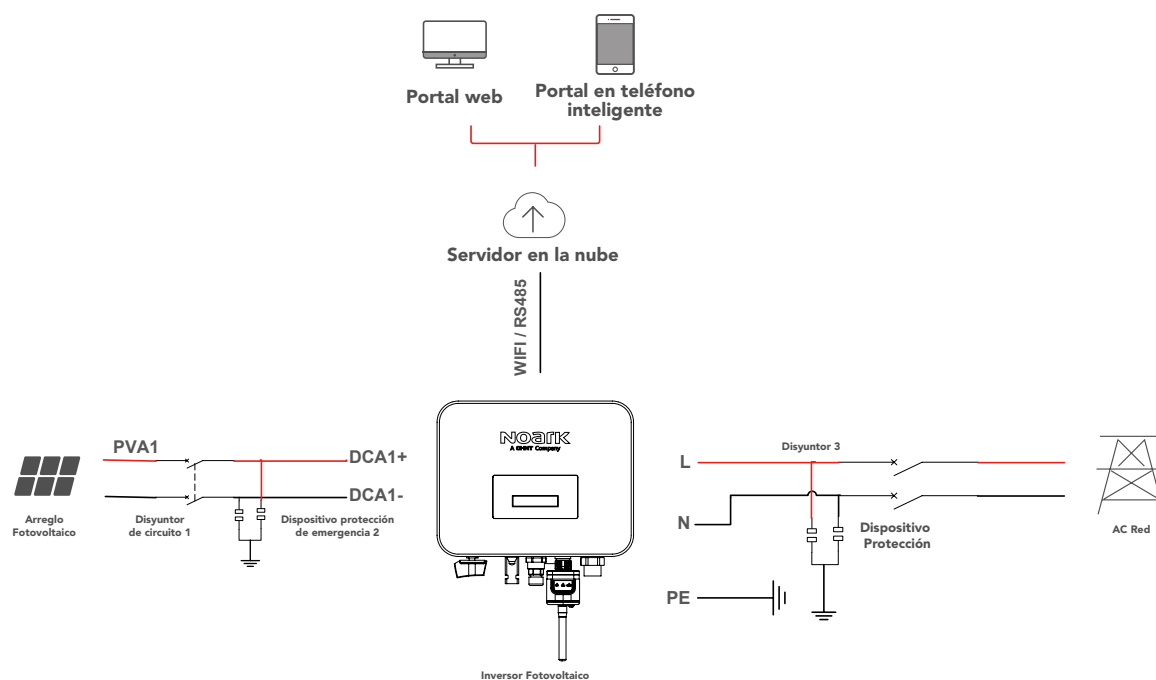 Portal web
Portal en teléfono
inteligente
Servidor en la nube
WIFI / RS485
NOARK
A CHNT Company
PVA1
DCA1+
DCA1-
Arreglo
Fotovoltaico
Disyuntor
de circuito 1
Dispositivo protección
de emergencia 2
Disyuntor 3
L
N
PE
Dispositivo
Protección
AC Red
Inversor Fotovoltaico